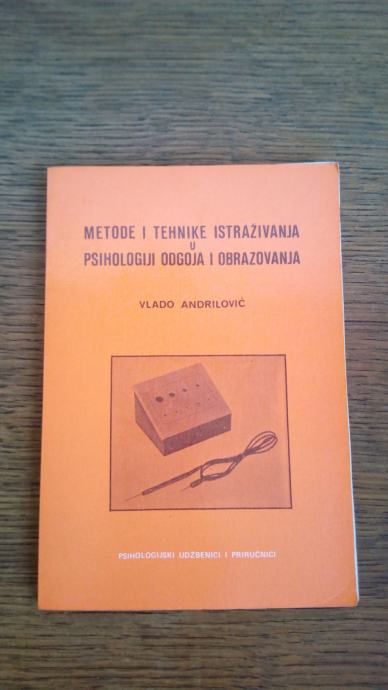 METODE I TEHNIKE ISTRAŽIVANJA
U
PSIHOLOGIJI ODGOJA I OBRAZOVANJA
VLADO ANDRILOVIĆ
PSIHOLOGIJSKI UDŽBENICI I PRIRUČNICI